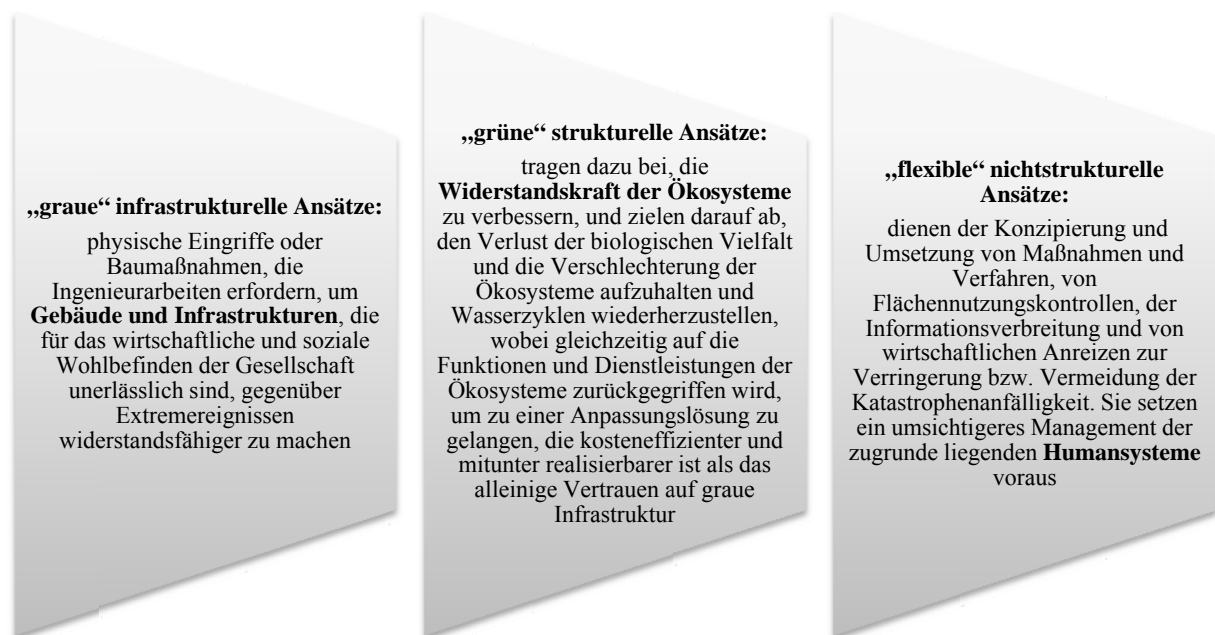 „graue“ infrastrukturelle Ansätze:
physische Eingriffe oder
Baumaßnahmen, die
Ingenieurarbeiten erfordern, um
Gebäude und Infrastrukturen, die
für das wirtschaftliche und soziale
Wohlbefinden der Gesellschaft
unerlässlich sind, gegenüber
Extremereignissen
widerstandsfähiger zu machen
„grüne“ strukturelle Ansätze:
tragen dazu bei, die
Widerstandskraft der Ökosysteme
zu verbessern, und zielen darauf ab,
den Verlust der biologischen Vielfalt
und die Verschlechterung der
Ökosysteme aufzuhalten und
Wasserzyklen wiederherzustellen,
wobei gleichzeitig auf die
Funktionen und Dienstleistungen der
Ökosysteme zurückgegriffen wird,
um zu einer Anpassungslösung zu
gelangen, die kosteneffizienter und
mitunter realisierbarer ist als das
alleinige Vertrauen auf graue
Infrastruktur
„flexible“ nichtstrukturelle
Ansätze:
dienen der Konzipierung und
Umsetzung von Maßnahmen und
Verfahren, von
Flächennutzungskontrollen, der
Informationsverbreitung und von
wirtschaftlichen Anreizen zur
Verringerung bzw. Vermeidung der
Katastrophenanfälligkeit. Sie setzen
ein umsichtigeres Management der
zugrunde liegenden Humansysteme
voraus